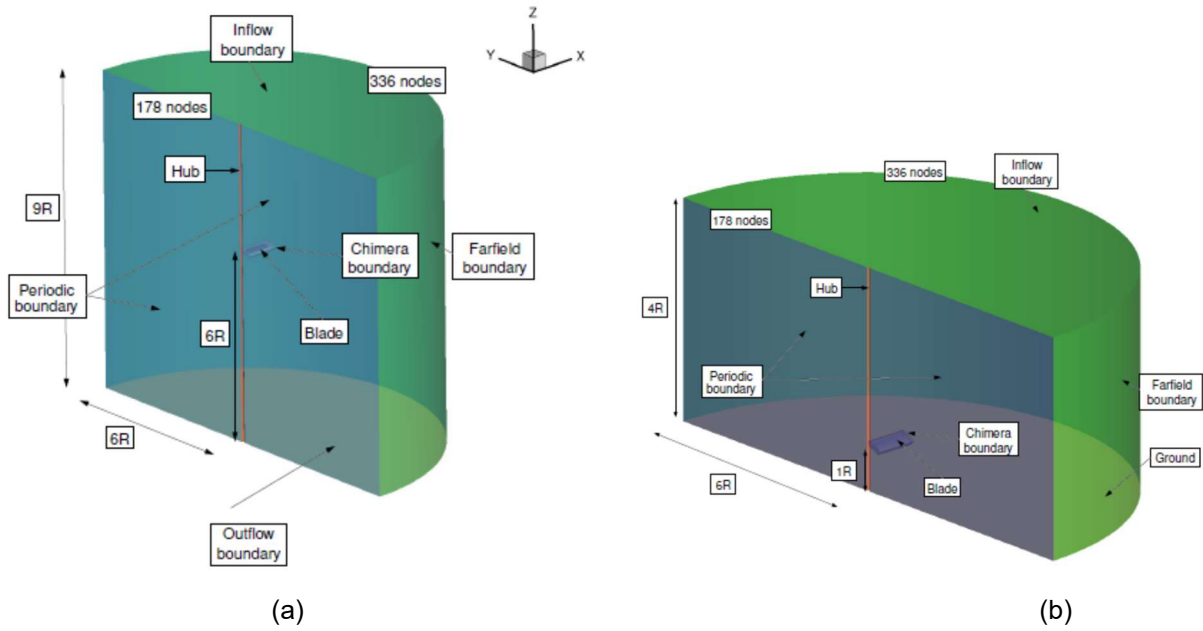 Z
Y
X
Inflow
boundary
336 nodes
178 nodes
Hub
9R
Chimera
boundary
Farfield
boundary
Periodic
boundary
6R
Blade
6R
Outflow
boundary
(a)
Inflow
boundary
336 nodes
178 nodes
Hub
4R
Periodic
boundary
Farfield
boundary
Chimera
boundary
Ground
1R
Blade
6R
(b)